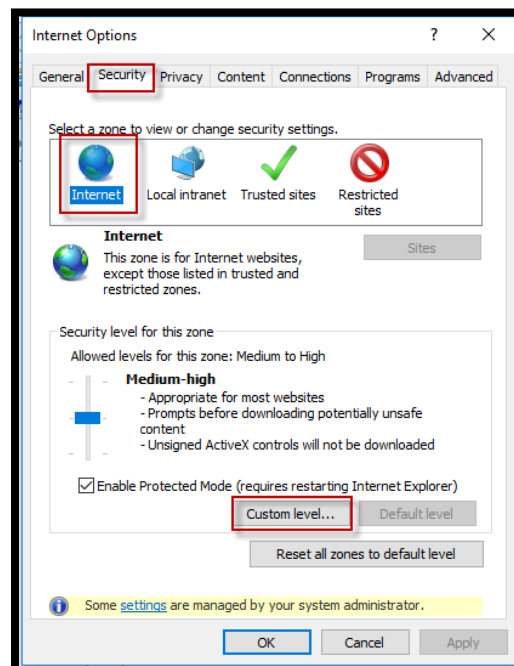 Internet Options ? X
General Security Privacy Content Connections Programs Advanced
Select a zone to view or change security settings.
Internet Local intranet Trusted sites Restricted
sites
Internet
Sites
This zone is for Internet websites,
except those listed in trusted and
restricted zones.
Security level for this zone
Allowed levels for this zone: Medium to High
Medium-high
- Appropriate for most websites
- Prompts before downloading potentially unsafe
content
- Unsigned ActiveX controls will not be downloaded
Enable Protected Mode (requires restarting Internet Explorer)
Custom level... Default level
Reset all zones to default level
Some settings are managed by your system administrator.
OK Cancel Apply